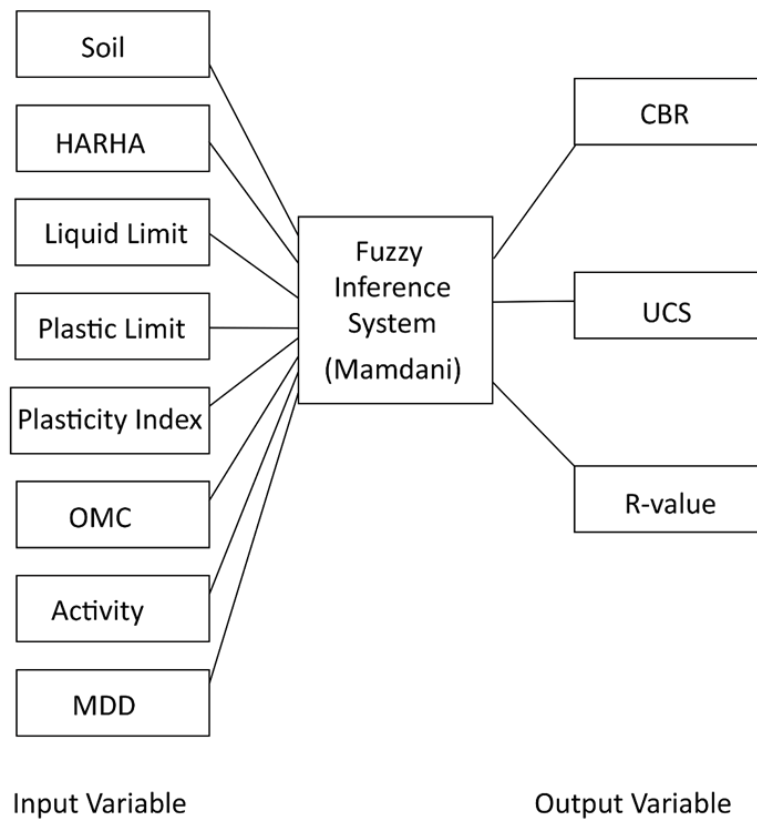 Soil
HARHA
Liquid Limit
Plastic Limit
Plasticity Index
OMC
Activity
MDD
Fuzzy
Inference
System
(Mamdani)
CBR
UCS
R-value
Input Variable
Output Variable